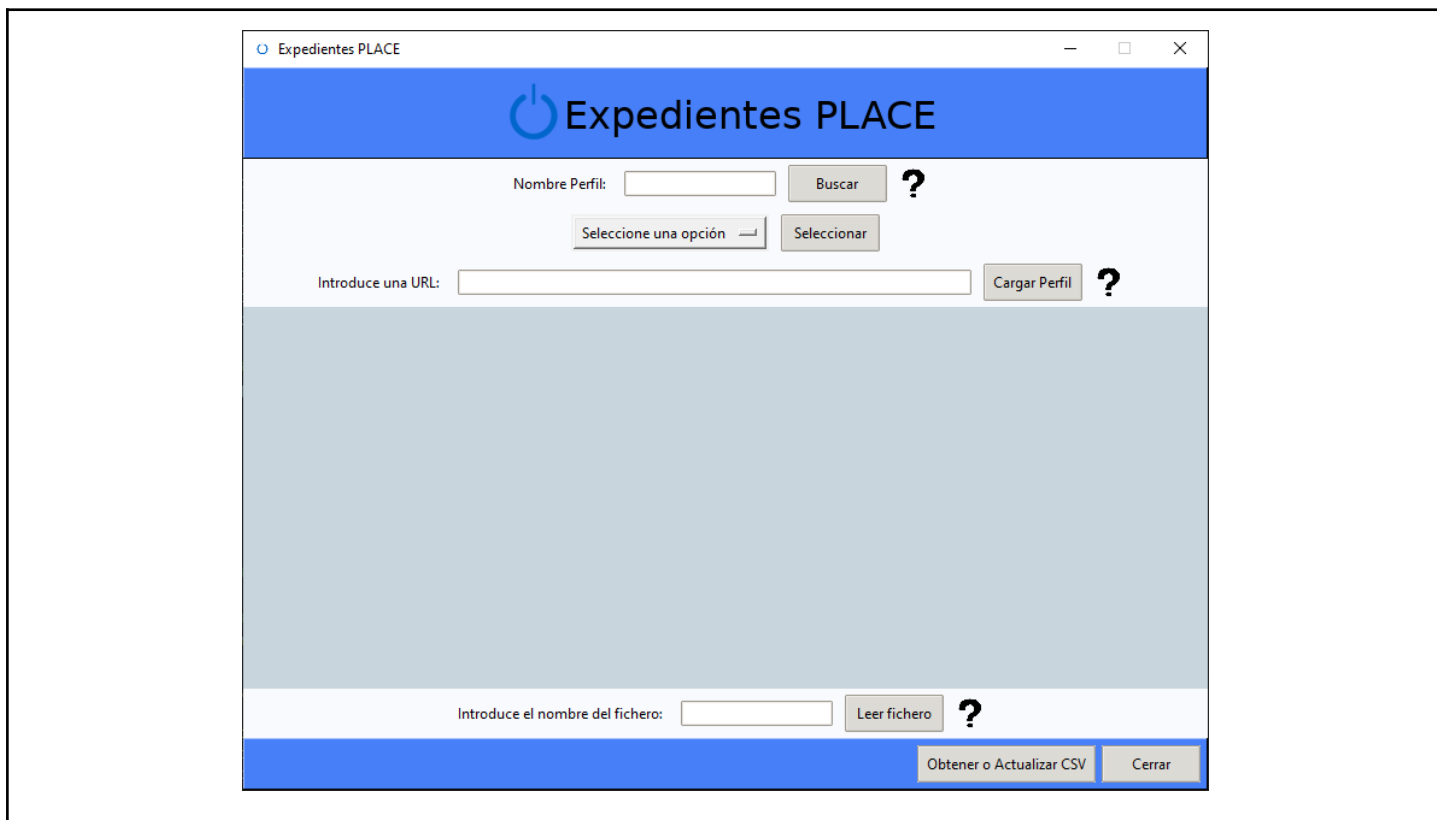 Expedientes PLACE
Expedientes PLACE
Nombre Perfil: Buscar ?
Seleccione una opción Seleccionar
Introduce una URL: Cargar Perfil ?
Introduce el nombre del fichero: Leer fichero ?
Obtener o Actualizar CSV Cerrar